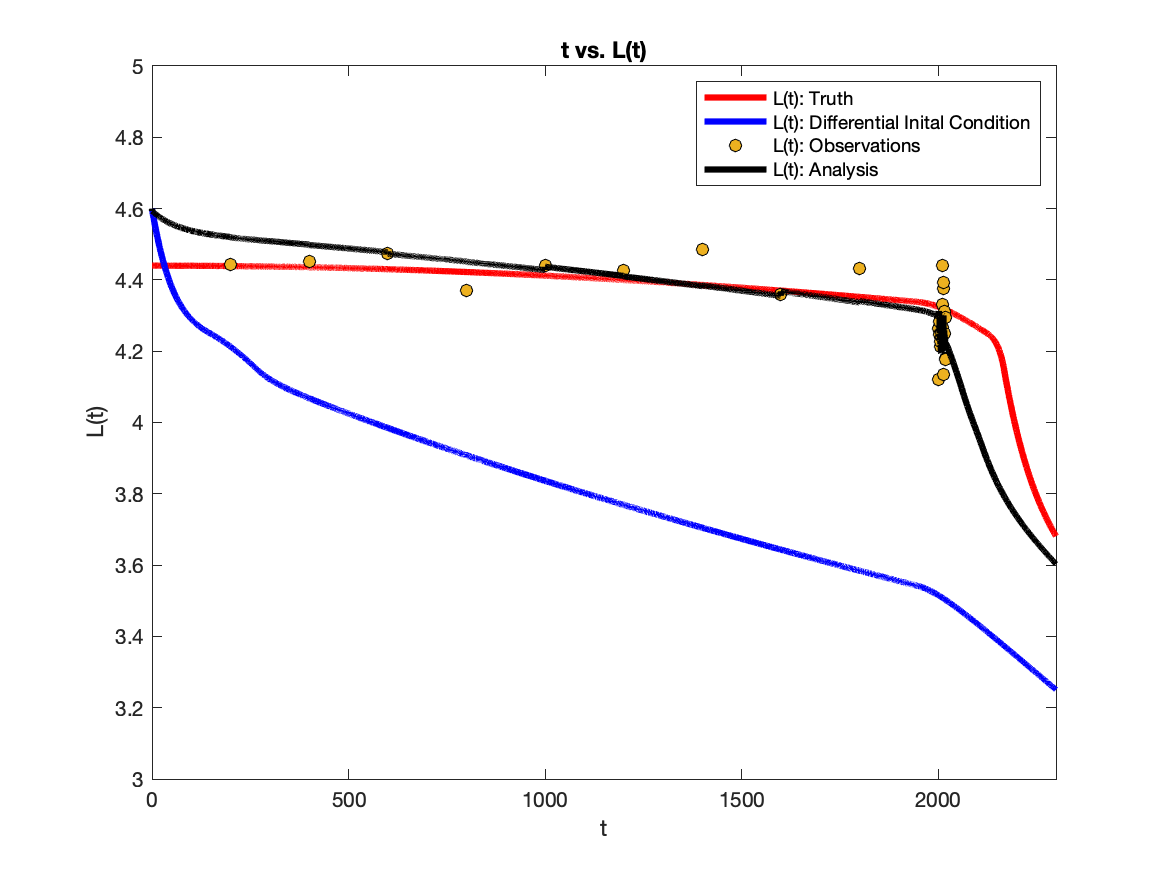 t vs. L(t)
L(t): Truth
L(t): Differential Inital Condition
L(t): Observations
L(t): Analysis
5
4.8
4.6
4.4
4.2
4
3.8
3.6
3.4
3.2
3
L(t)
0 500 1000 1500 2000
t